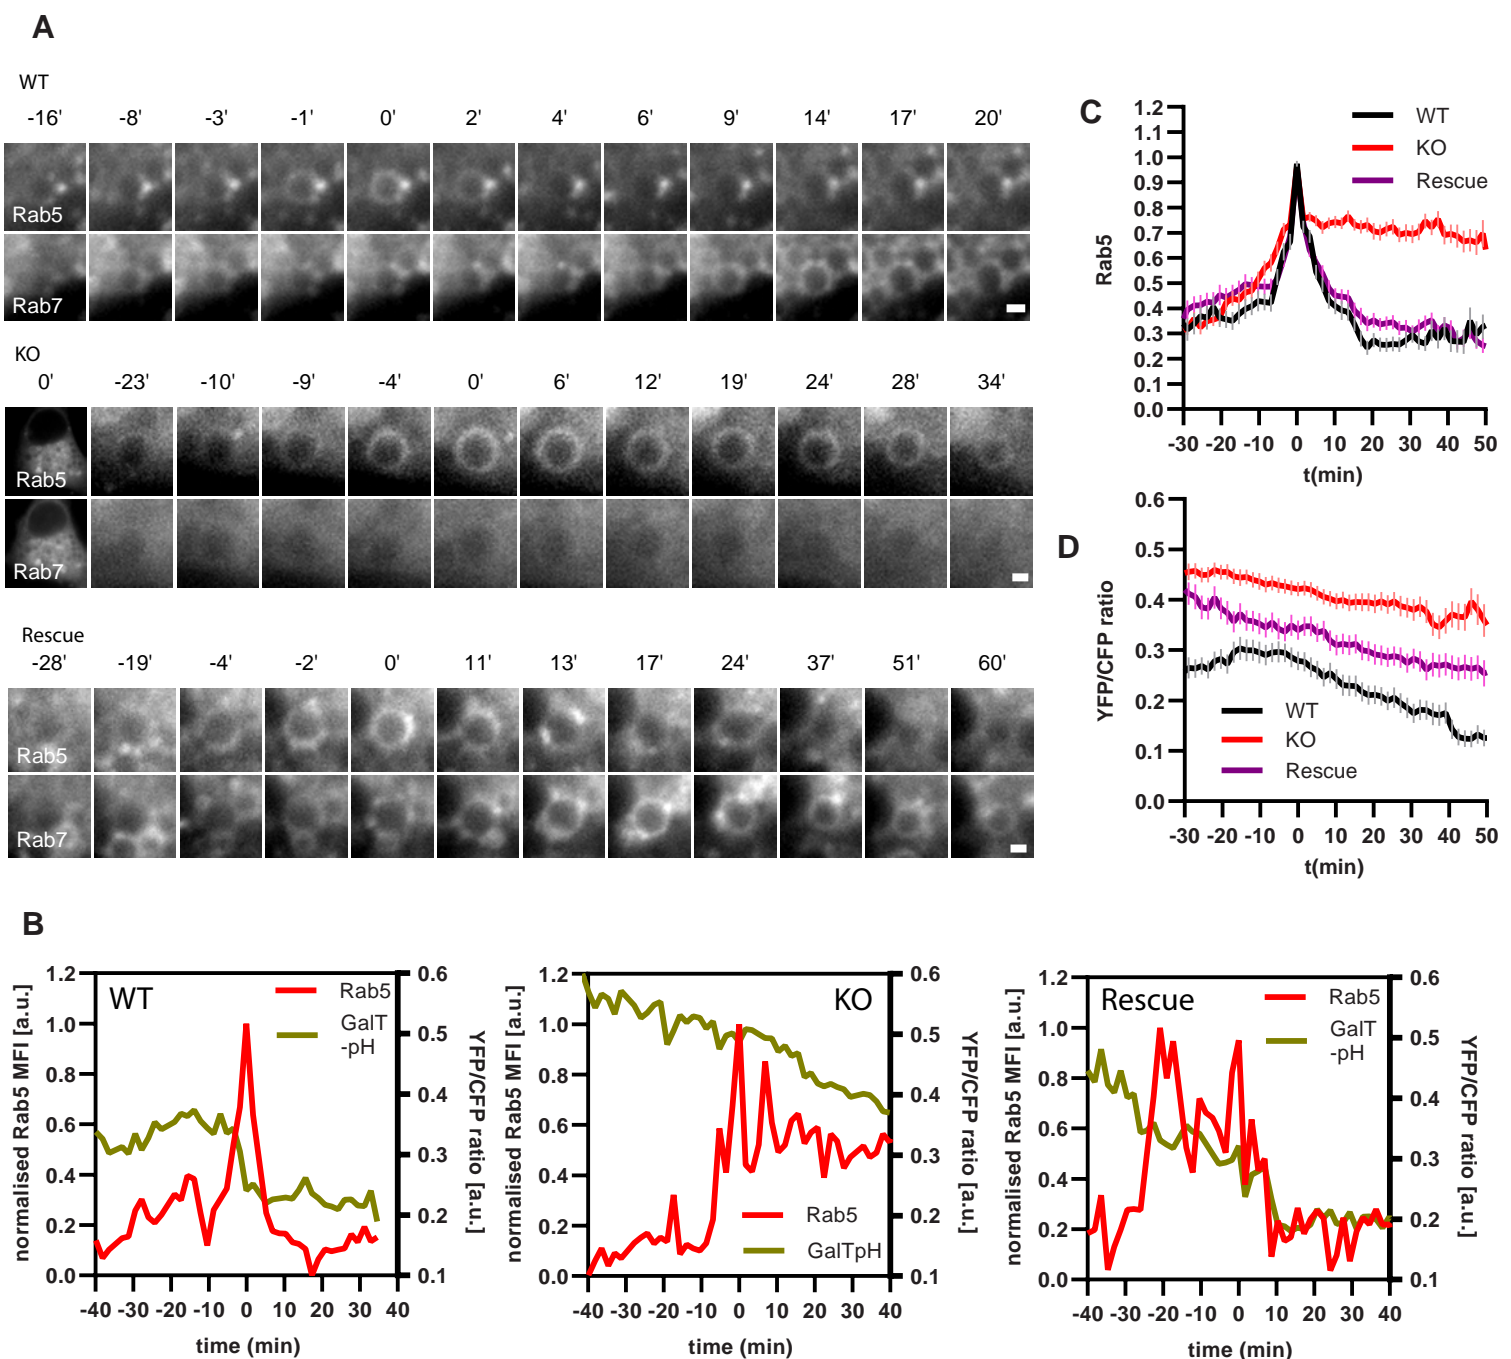 A
WT
-16' -8' -3' -1' 0' 2' 4' 6' 9' 14' 17' 20'
Rab5
Rab7
KO
0' -23' -10' -9' -4' 0' 6' 12' 19' 24' 28' 34'
Rab5
Rab7
Rescue
-28' -19' -4' -2' 0' 11' 13' 17' 24' 37' 51' 60'
Rab5
Rab7
C
1.2
1.1
1.0
0.9
0.8
0.7
0.6
0.5
0.4
0.3
0.2
0.1
0.0
Rab5
WT
KO
Rescue
-30 -20 -10 0 10 20 30 40 50
t(min)
D
0.6
0.5
0.4
0.3
0.2
0.1
0.0
YFP/CFP ratio
WT
KO
Rescue
-30 -20 -10 0 10 20 30 40 50
t(min)
B
normalised Rab5 MFI [a.u.]
1.2
1.0
0.8
0.6
0.4
0.2
0.0
WT
Rab5
GalT
-pH
0.6
0.5
0.4
0.3
0.2
0.1
YFP/CFP ratio [a.u.]
-40 -30 -20 -10 0 10 20 30 40
time (min)
normalised Rab5 MFI [a.u.]
1.2
1.0
0.8
0.6
0.4
0.2
0.0
KO
Rab5
GalTpH
0.6
0.5
0.4
0.3
0.2
0.1
YFP/CFP ratio [a.u.]
-40 -30 -20 -10 0 10 20 30 40
time (min)
normalised Rab5 MFI [a.u.]
1.2
1.0
0.8
0.6
0.4
0.2
0.0
Rescue
Rab5
GalT
-pH
0.6
0.5
0.4
0.3
0.2
0.1
YFP/CFP ratio [a.u.]
-40 -30 -20 -10 0 10 20 30 40
time (min)